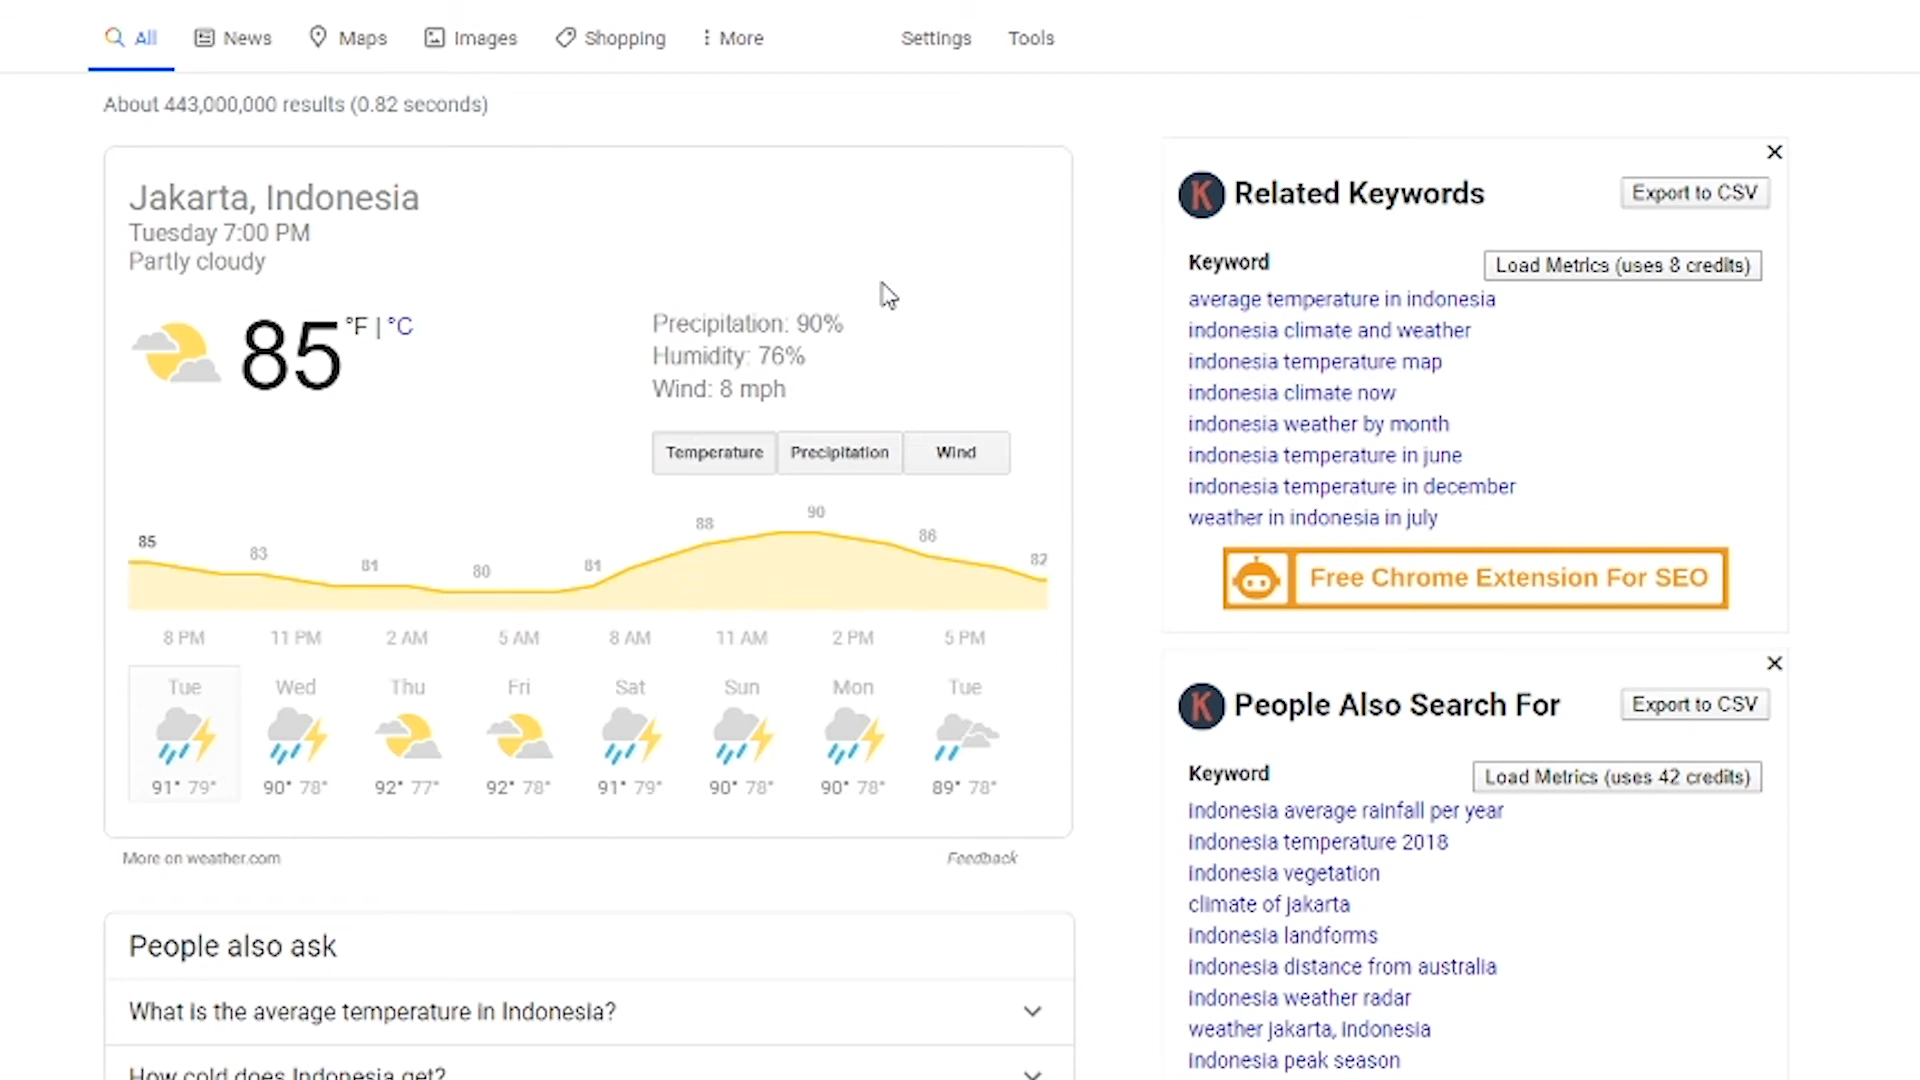 All News Maps Images Shopping More Settings Tools
About 443,000,000 results (0.82 seconds)
Jakarta, Indonesia
Tuesday 7:00 PM
Partly cloudy
85 °F | °C
Precipitation: 90%
Humidity: 76%
Wind: 8 mph
Temperature Precipitation Wind
85 83 81 80 81 88 90 86 82
8 PM 11 PM 2 AM 5 AM 8 AM 11 AM 2 PM 5 PM
Tue Wed Thu Fri Sat Sun Mon Tue
91° 79° 90° 78° 92° 77° 92° 78° 91° 79° 90° 78° 90° 78° 89° 78°
More on weather.com Feedback
People also ask
What is the average temperature in Indonesia?
How cold does Indonesia get?
Related Keywords Export to CSV
Keyword Load Metrics (uses 8 credits)
average temperature in indonesia
indonesia climate and weather
indonesia temperature map
indonesia climate now
indonesia weather by month
indonesia temperature in june
indonesia temperature in december
weather in indonesia in july
Free Chrome Extension For SEO
People Also Search For Export to CSV
Keyword Load Metrics (uses 42 credits)
indonesia average rainfall per year
indonesia temperature 2018
indonesia vegetation
climate of jakarta
indonesia landforms
indonesia distance from australia
indonesia weather radar
weather jakarta, indonesia
indonesia peak season